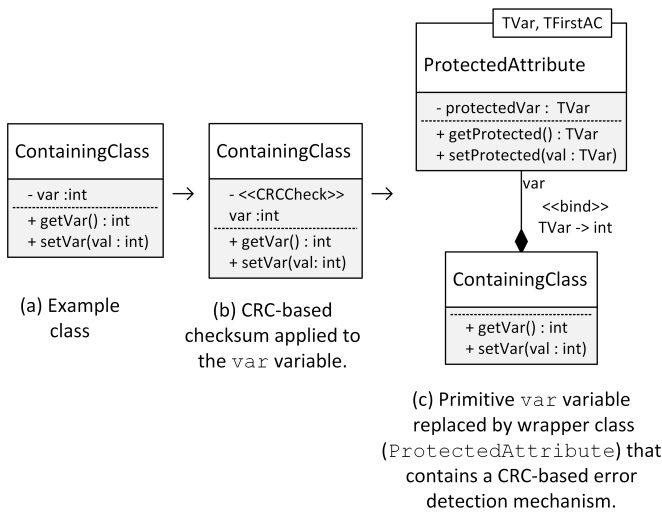 ContainingClass
- var :int
+ getVar() : int
+ setVar(val : int)
(a) Example
class
ContainingClass
- <<CRCCheck>>
var :int
+ getVar() : int
+ setVar(val: int)
(b) CRC-based
checksum applied to
the var variable.
TVar, TFirstAC
ProtectedAttribute
- protectedVar : TVar
+ getProtected() : TVar
+ setProtected(val : TVar)
var
<<bind>>
TVar -> int
ContainingClass
+ getVar() : int
+ setVar(val : int)
(c) Primitive var variable
replaced by wrapper class
(ProtectedAttribute) that
contains a CRC-based error
detection mechanism.